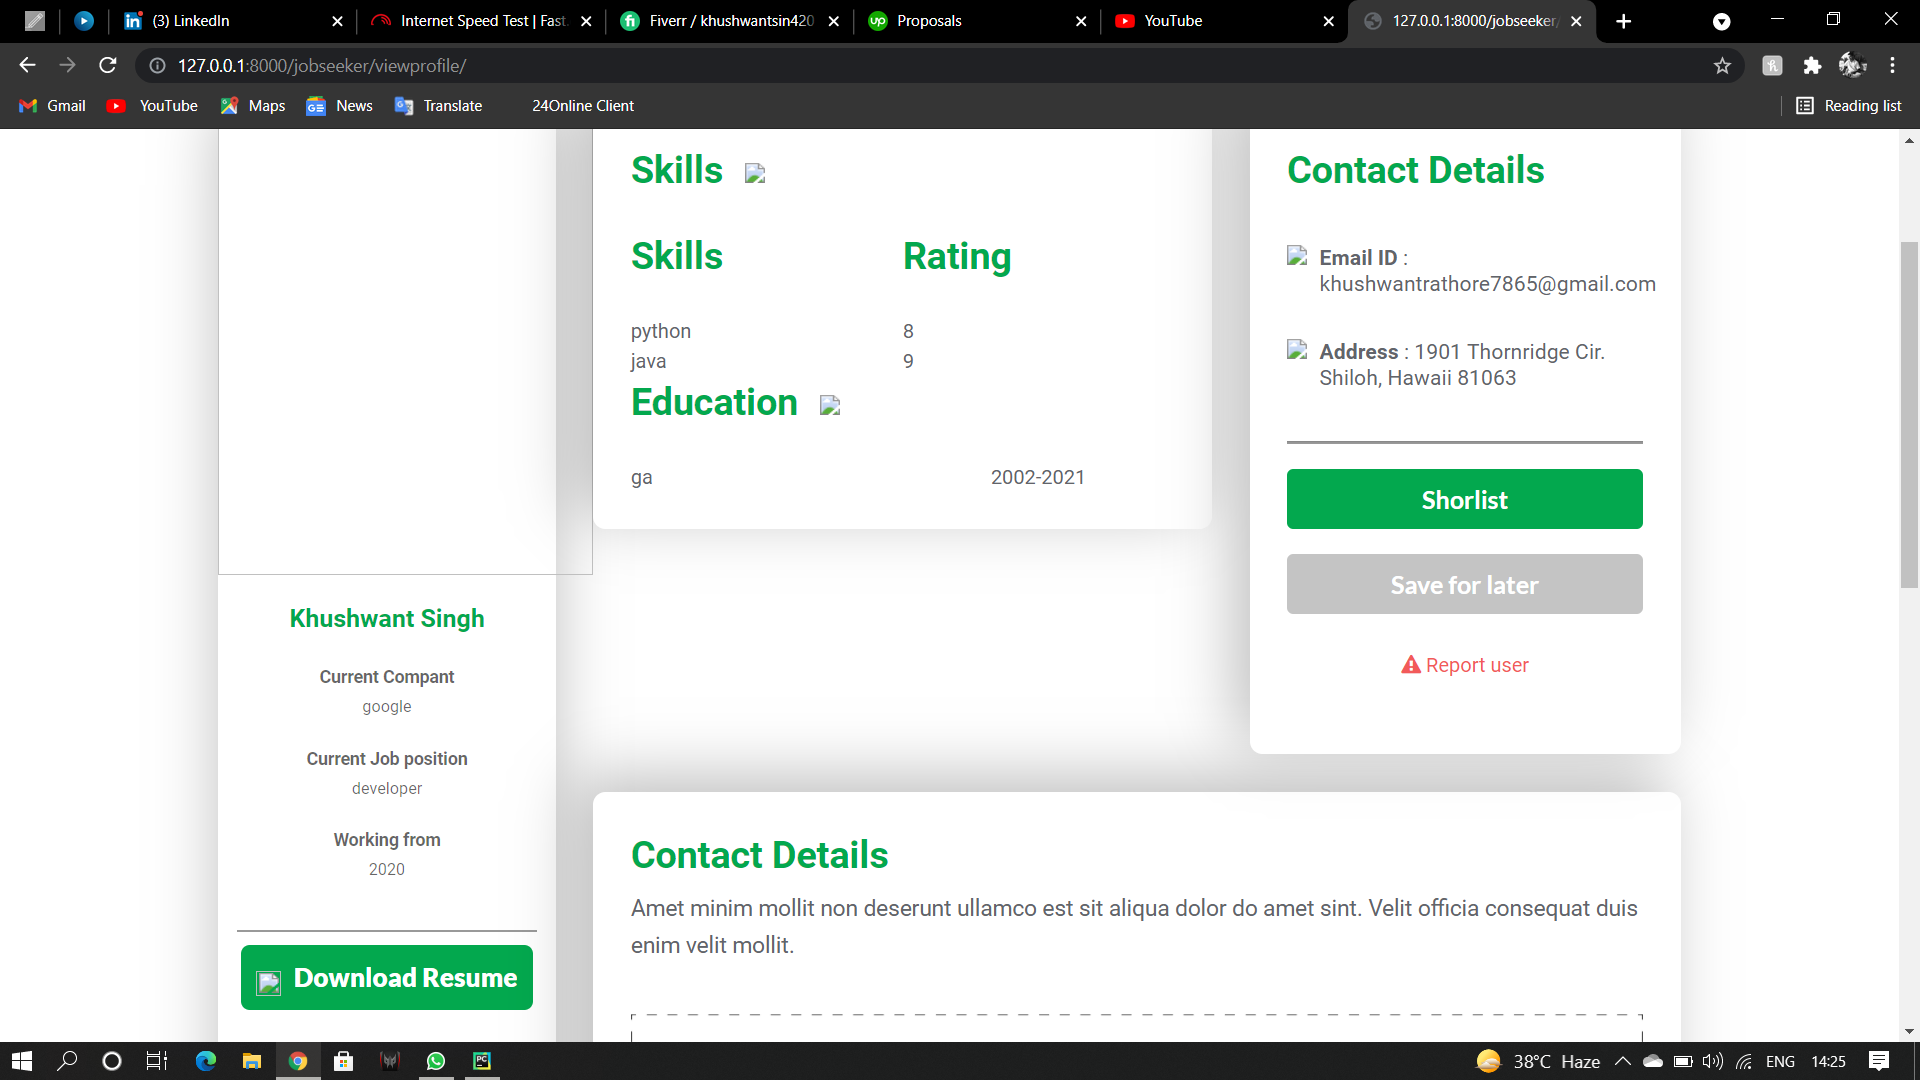 (3) LinkedIn
Internet Speed Test | Fast.
Fiverr / khushwantsin420
Proposals
YouTube
127.0.0.1:8000/jobseeker/
127.0.0.1:8000/jobseeker/viewprofile/
Gmail
YouTube
Maps
News
Translate
24Online Client
Reading list
Skills
Skills Rating
python 8
java 9
Education
ga 2002-2021
Contact Details
Email ID :
khushwantrathore7865@gmail.com
Address : 1901 Thornridge Cir.
Shiloh, Hawaii 81063
Shorlist
Save for later
Report user
Khushwant Singh
Current Compant
google
Current Job position
developer
Working from
2020
Download Resume
Contact Details
Amet minim mollit non deserunt ullamco est sit aliqua dolor do amet sint. Velit officia consequat duis
enim velit mollit.
38°C Haze
ENG
14:25